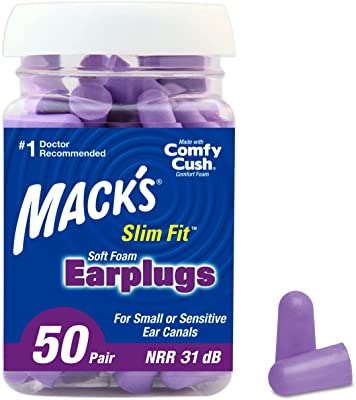 #1 Doctor
Recommended
Made with
Comfy
Cush®
Comfort Foam
MACK'S®
Slim Fit™
Soft Foam
Earplugs
For Small or Sensitive
Ear Canals
50 Pair
NRR 31 dB